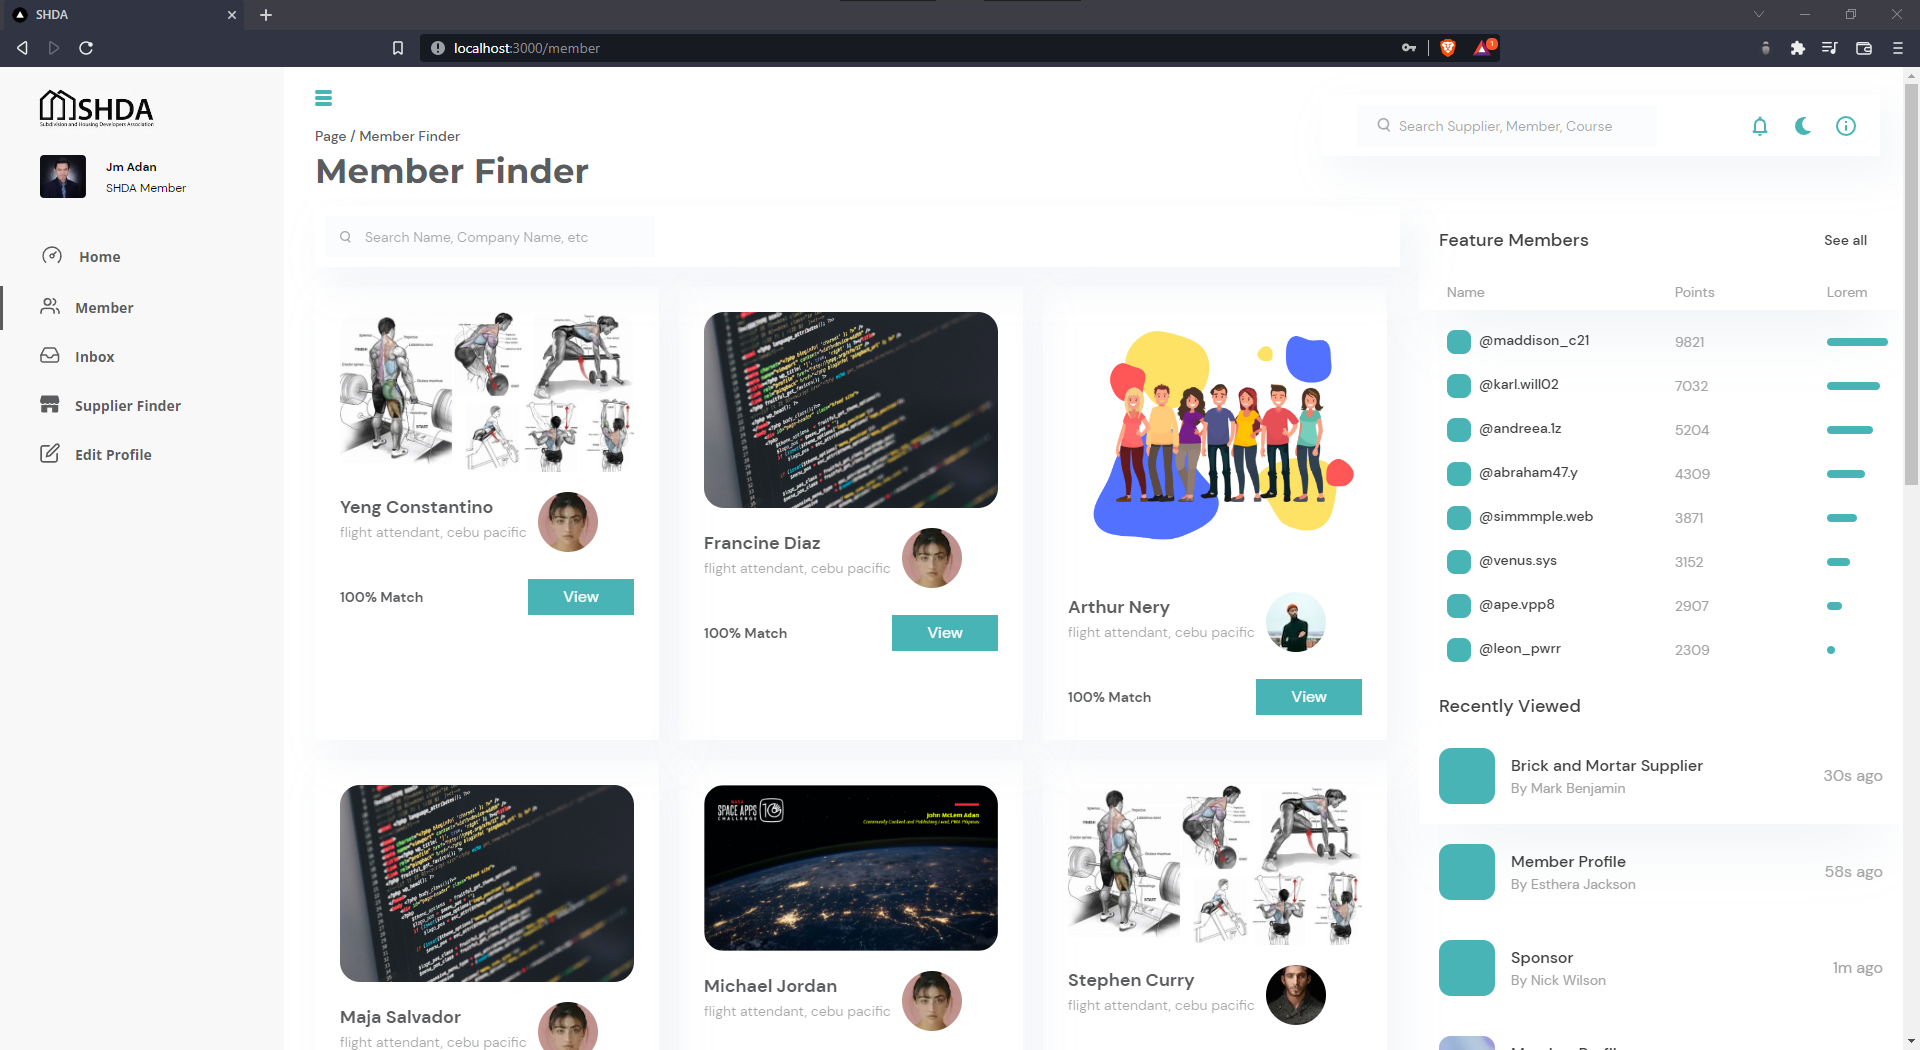 SHDA
localhost:3000/member
1
SHDA
Subdivision and Housing Developers Association
Jm Adan
SHDA Member
Home
Member
Inbox
Supplier Finder
Edit Profile
Page / Member Finder
Member Finder
Search Supplier, Member, Course
Search Name, Company Name, etc
Yeng Constantino
flight attendant, cebu pacific
100% Match
View
Francine Diaz
flight attendant, cebu pacific
100% Match
View
Arthur Nery
flight attendant, cebu pacific
100% Match
View
Maja Salvador
flight attendant, cebu pacific
NASA
SPACE APPS
CHALLENGE
10
John McLem Adan
Michael Jordan
flight attendant, cebu pacific
Stephen Curry
flight attendant, cebu pacific
Feature Members
See all
Name Points Lorem
@maddison_c21 9821
@karl.will02 7032
@andreea.1z 5204
@abraham47.y 4309
@simmmple.web 3871
@venus.sys 3152
@ape.vpp8 2907
@leon_pwrr 2309
Recently Viewed
Brick and Mortar Supplier
By Mark Benjamin
30s ago
Member Profile
By Esthera Jackson
58s ago
Sponsor
By Nick Wilson
1m ago